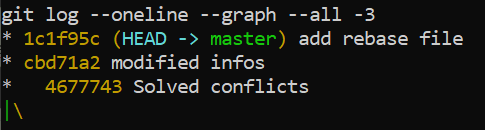 git log --oneline --graph --all -3
* 1c1f95c (HEAD -> master) add rebase file
* cbd71a2 modified infos
*   4677743 Solved conflicts
|\